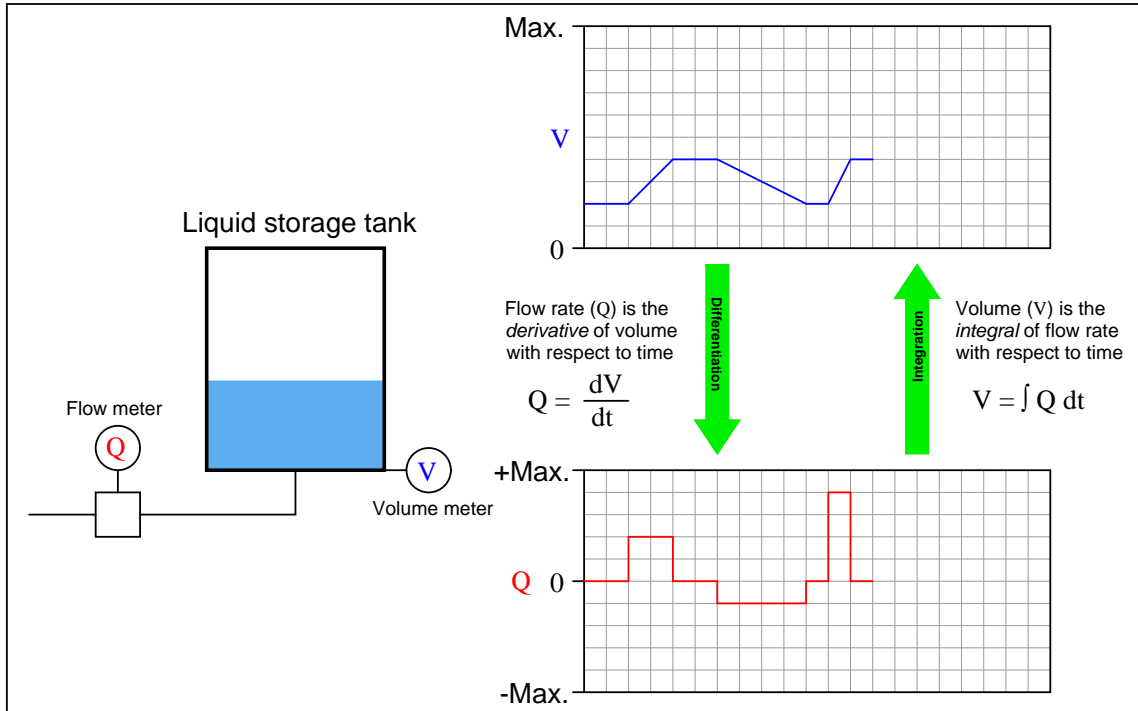 Liquid storage tank
Flow meter
Q
V
Volume meter
Max.
V
0
Flow rate (Q) is the
derivative of volume
with respect to time
Q = dV
dt
Differentiation
Integration
Volume (V) is the
integral of flow rate
with respect to time
V = ∫ Q dt
+Max.
Q 0
-Max.